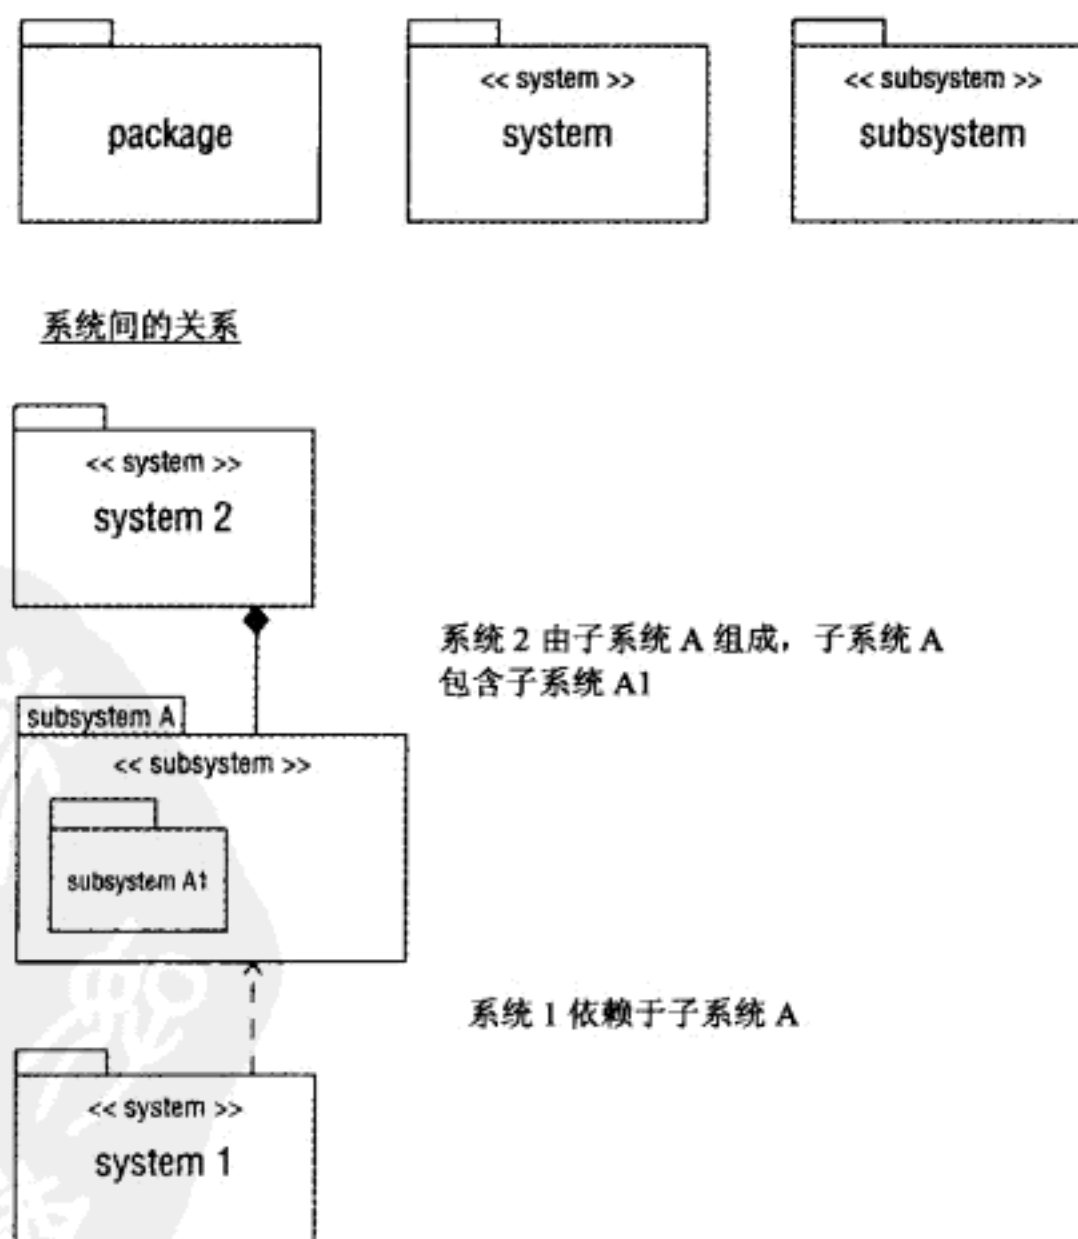 package
<< system >>
system
<< subsystem >>
subsystem
系统间的关系
<< system >>
system 2
系统 2 由子系统 A 组成，子系统 A
包含子系统 A1
subsystem A
<< subsystem >>
subsystem A1
系统 1 依赖于子系统 A
<< system >>
system 1